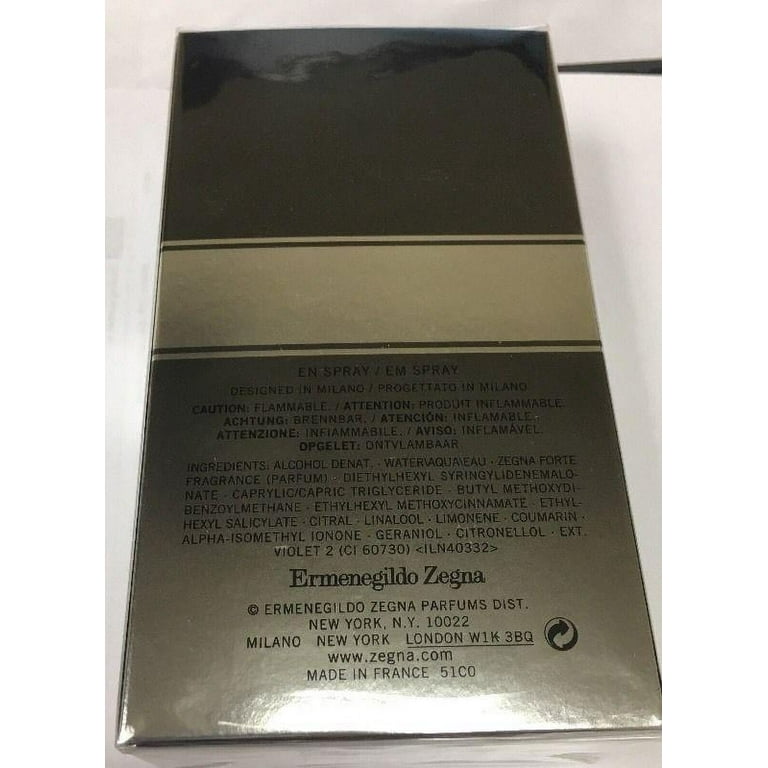 EN SPRAY / EM SPRAY
DESIGNED IN MILANO / PROGETTATO IN MILANO
CAUTION: FLAMMABLE. / ATTENTION: PRODUIT INFLAMMABLE.
ACHTUNG: BRENNBAR. / ATENCIÓN: INFLAMABLE.
ATTENZIONE: INFIAMMABILE. / AVISO: INFLAMÁVEL.
OPGELET: ONTVLAMBAAR
INGREDIENTS: ALCOHOL DENAT. · WATER\AQUA\EAU · ZEGNA FORTE
FRAGRANCE (PARFUM) · DIETHYLHEXYL SYRINGYLIDENEMALO-
NATE · CAPRYLIC/CAPRIC TRIGLYCERIDE · BUTYL METHOXYDI-
BENZOYLMETHANE · ETHYLHEXYL METHOXYCINNAMATE · ETHYL-
HEXYL SALICYLATE · CITRAL · LINALOOL · LIMONENE · COUMARIN ·
ALPHA-ISOMETHYL IONONE · GERANIOL · CITRONELLOL · EXT.
VIOLET 2 (CI 60730) <ILN40332>
Ermenegildo Zegna
© ERMENEGILDO ZEGNA PARFUMS DIST.
NEW YORK, N.Y. 10022
MILANO NEW YORK LONDON W1K 3BQ
www.zegna.com
MADE IN FRANCE 51C0